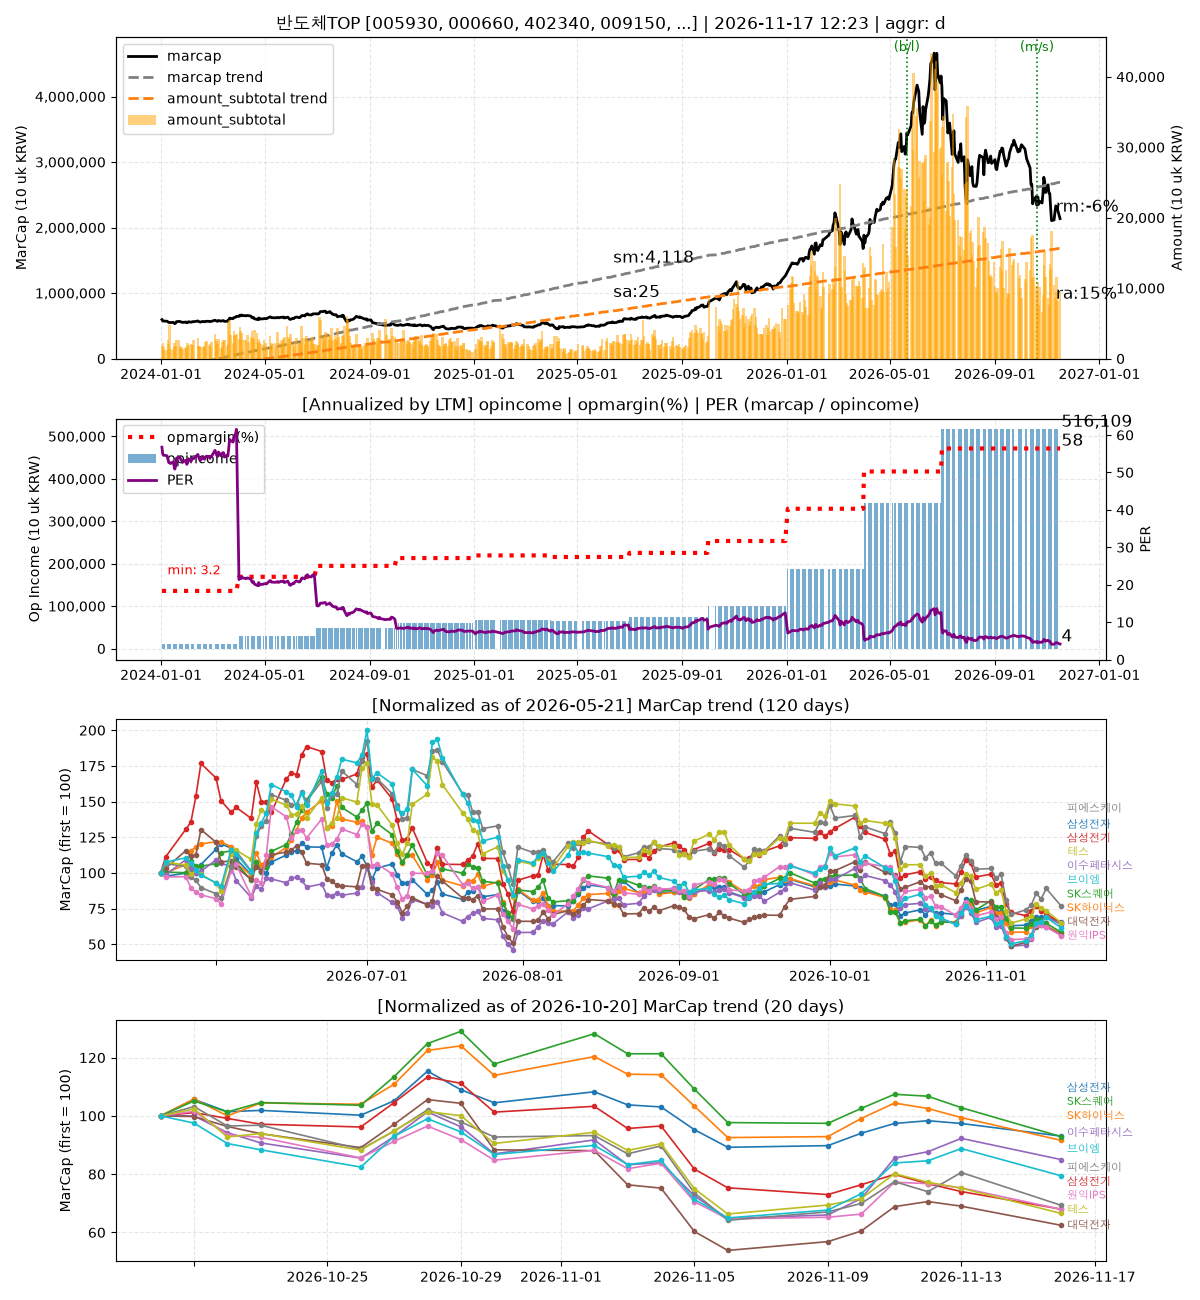 반도체TOP [005930, 000660, 402340, 009150, ...] | 2026-11-17 12:23 | aggr: d
marcap
marcap trend
amount_subtotal trend
amount_subtotal
(b/l)
(m/s)
sm:4,118
sa:25
rm:-6%
ra:15%
MarCap (10 uk KRW)
4,000,000
3,000,000
2,000,000
1,000,000
0
Amount (10 uk KRW)
40,000
30,000
20,000
10,000
0
2024-01-01
2024-05-01
2024-09-01
2025-01-01
2025-05-01
2025-09-01
2026-01-01
2026-05-01
2026-09-01
2027-01-01
[Annualized by LTM] opincome | opmargin(%) | PER (marcap / opincome)
opmargin(%)
opincome
PER
min: 3.2
516,109
58
4
Op Income (10 uk KRW)
500,000
400,000
300,000
200,000
100,000
0
PER
60
50
40
30
20
10
0
2024-01-01
2024-05-01
2024-09-01
2025-01-01
2025-05-01
2025-09-01
2026-01-01
2026-05-01
2026-09-01
2027-01-01
[Normalized as of 2026-05-21] MarCap trend (120 days)
MarCap (first = 100)
200
175
150
125
100
75
50
피에스케이
삼성전자
삼성전기
테스
이수페타시스
브이엠
SK스퀘어
SK하이닉스
대덕전자
원익IPS
2026-07-01
2026-08-01
2026-09-01
2026-10-01
2026-11-01
[Normalized as of 2026-10-20] MarCap trend (20 days)
MarCap (first = 100)
120
100
80
60
삼성전자
SK스퀘어
SK하이닉스
이수페타시스
브이엠
피에스케이
삼성전기
원익IPS
테스
대덕전자
2026-10-25
2026-10-29
2026-11-01
2026-11-05
2026-11-09
2026-11-13
2026-11-17